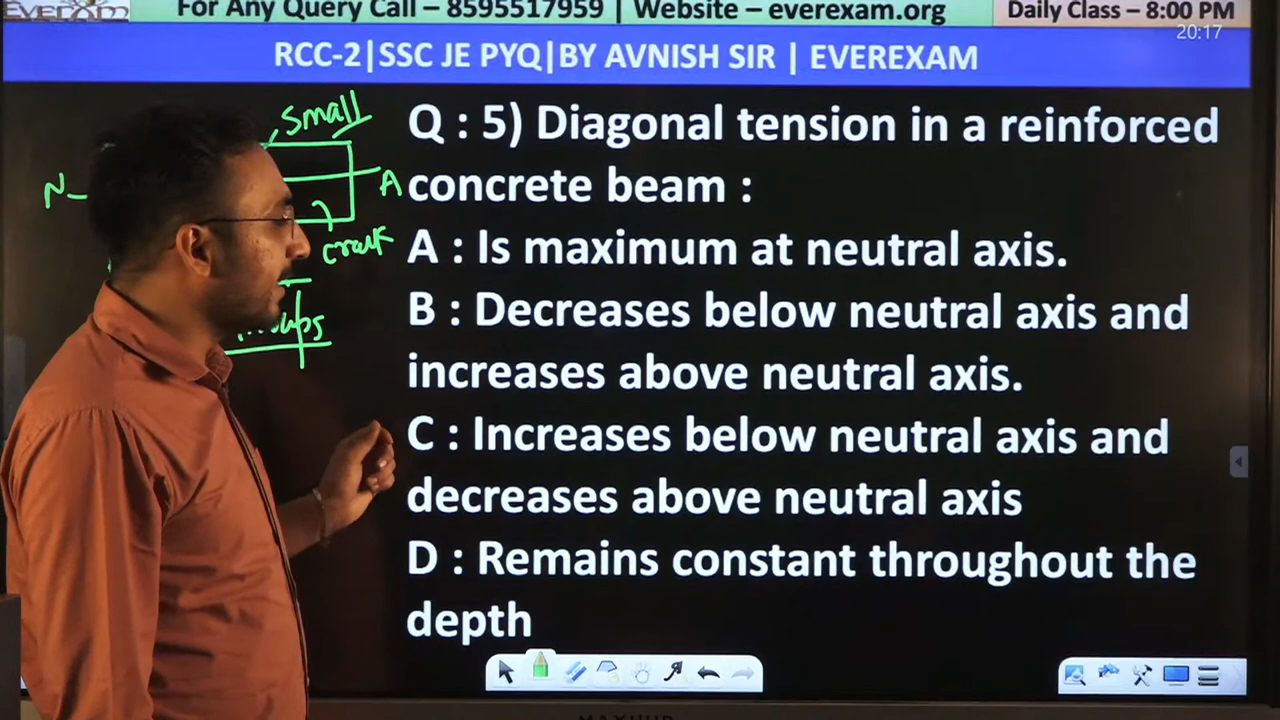 For Any Query Call – 8595517959 | Website – everexam.org
Daily Class – 8:00 PM
20:17
RCC-2|SSC JE PYQ|BY AVNISH SIR | EVEREXAM
Small
N
A
crack
Q : 5) Diagonal tension in a reinforced
concrete beam :
A : Is maximum at neutral axis.
B : Decreases below neutral axis and
increases above neutral axis.
C : Increases below neutral axis and
decreases above neutral axis
D : Remains constant throughout the
depth